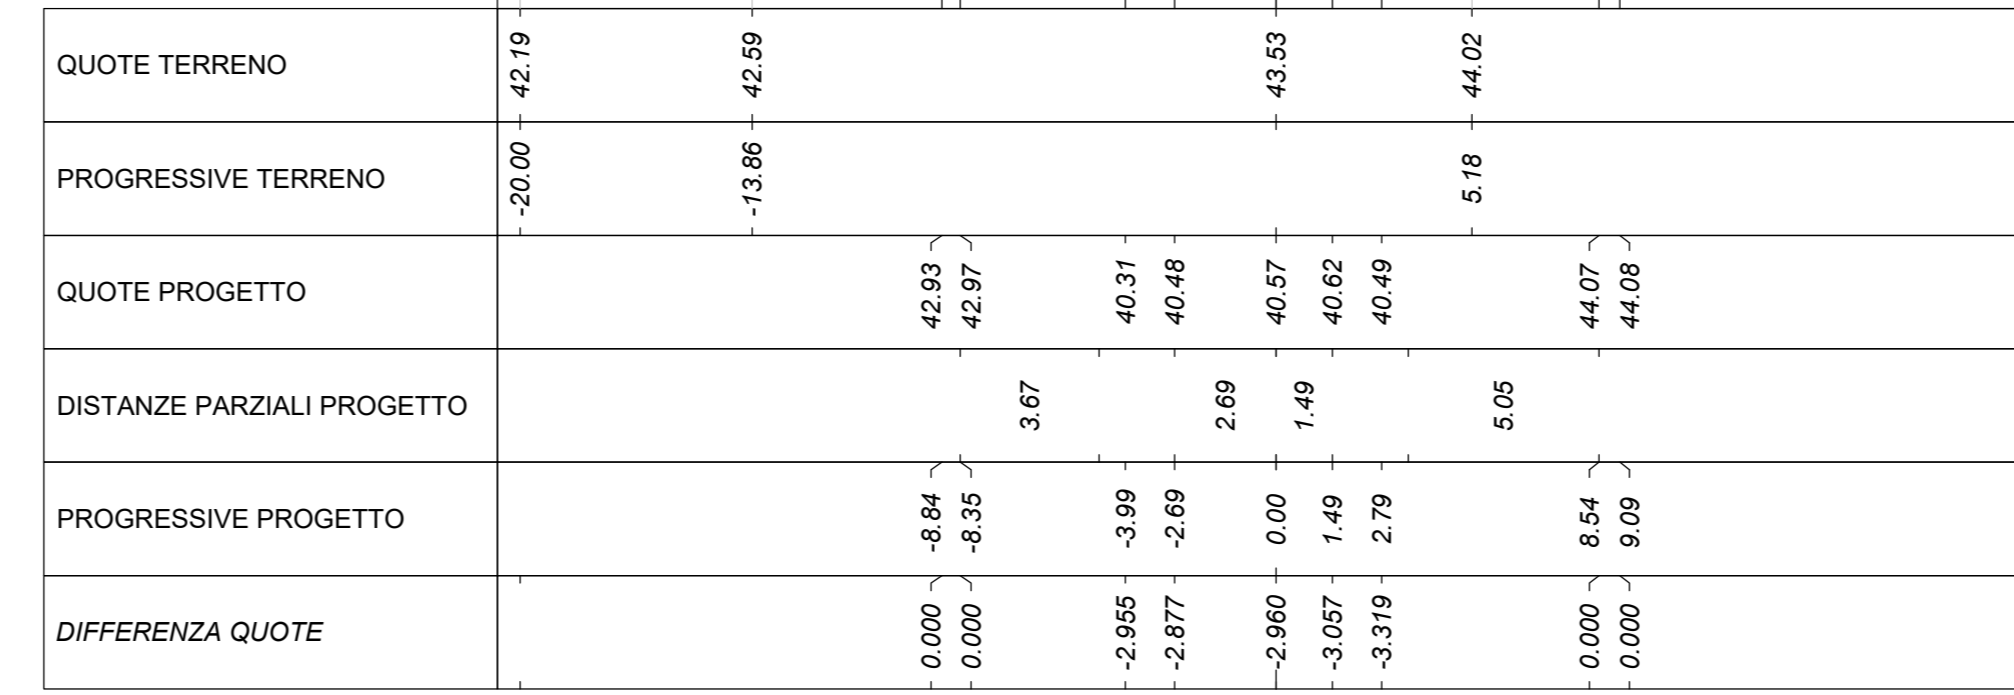 QUOTE TERRENO 42.19 42.59 43.53 44.02
PROGRESSIVE TERRENO -20.00 -13.86 5.18
QUOTE PROGETTO 42.93 42.97 40.31 40.48 40.57 40.62 40.49 44.07 44.08
DISTANZE PARZIALI PROGETTO 3.67 2.69 1.49 5.05
PROGRESSIVE PROGETTO -8.84 -8.35 -3.99 -2.69 0.00 1.49 2.79 8.54 9.09
DIFFERENZA QUOTE 0.000 0.000 -2.955 -2.877 -2.960 -3.057 -3.319 0.000 0.000